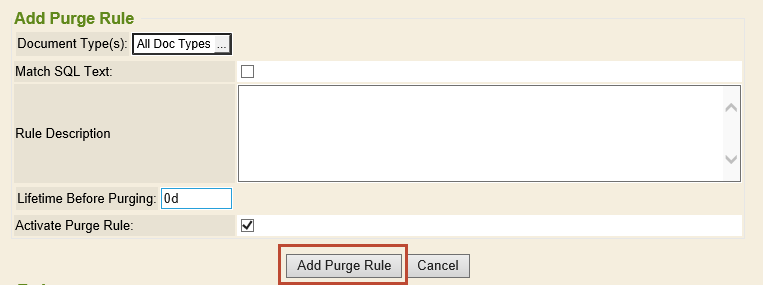 Add Purge Rule
Document Type(s): All Doc Types ...
Match SQL Text:
Rule Description
Lifetime Before Purging: 0d
Activate Purge Rule:
Add Purge Rule Cancel